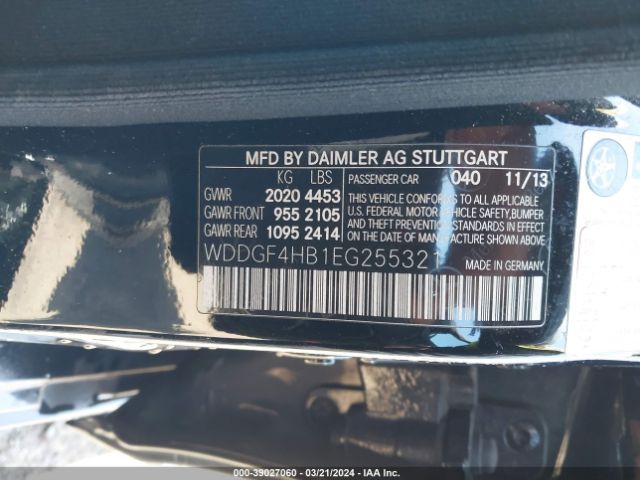 MFD BY DAIMLER AG STUTTGART
KG LBS
GVWR 2020 4453
GAWR FRONT 955 2105
GAWR REAR 1095 2414
PASSENGER CAR 040 11/13
THIS VEHICLE CONFORMS TO ALL APPLICABLE
U.S. FEDERAL MOTOR VEHICLE SAFETY, BUMPER
AND THEFT PREVENTION STANDARDS IN EFFECT
ON THE DATE OF MANUFACTURE SHOWN ABOVE
WDDGF4HB1EG255321
MADE IN GERMANY
000-39027060 — 03/21/2024 — IAA, LLC